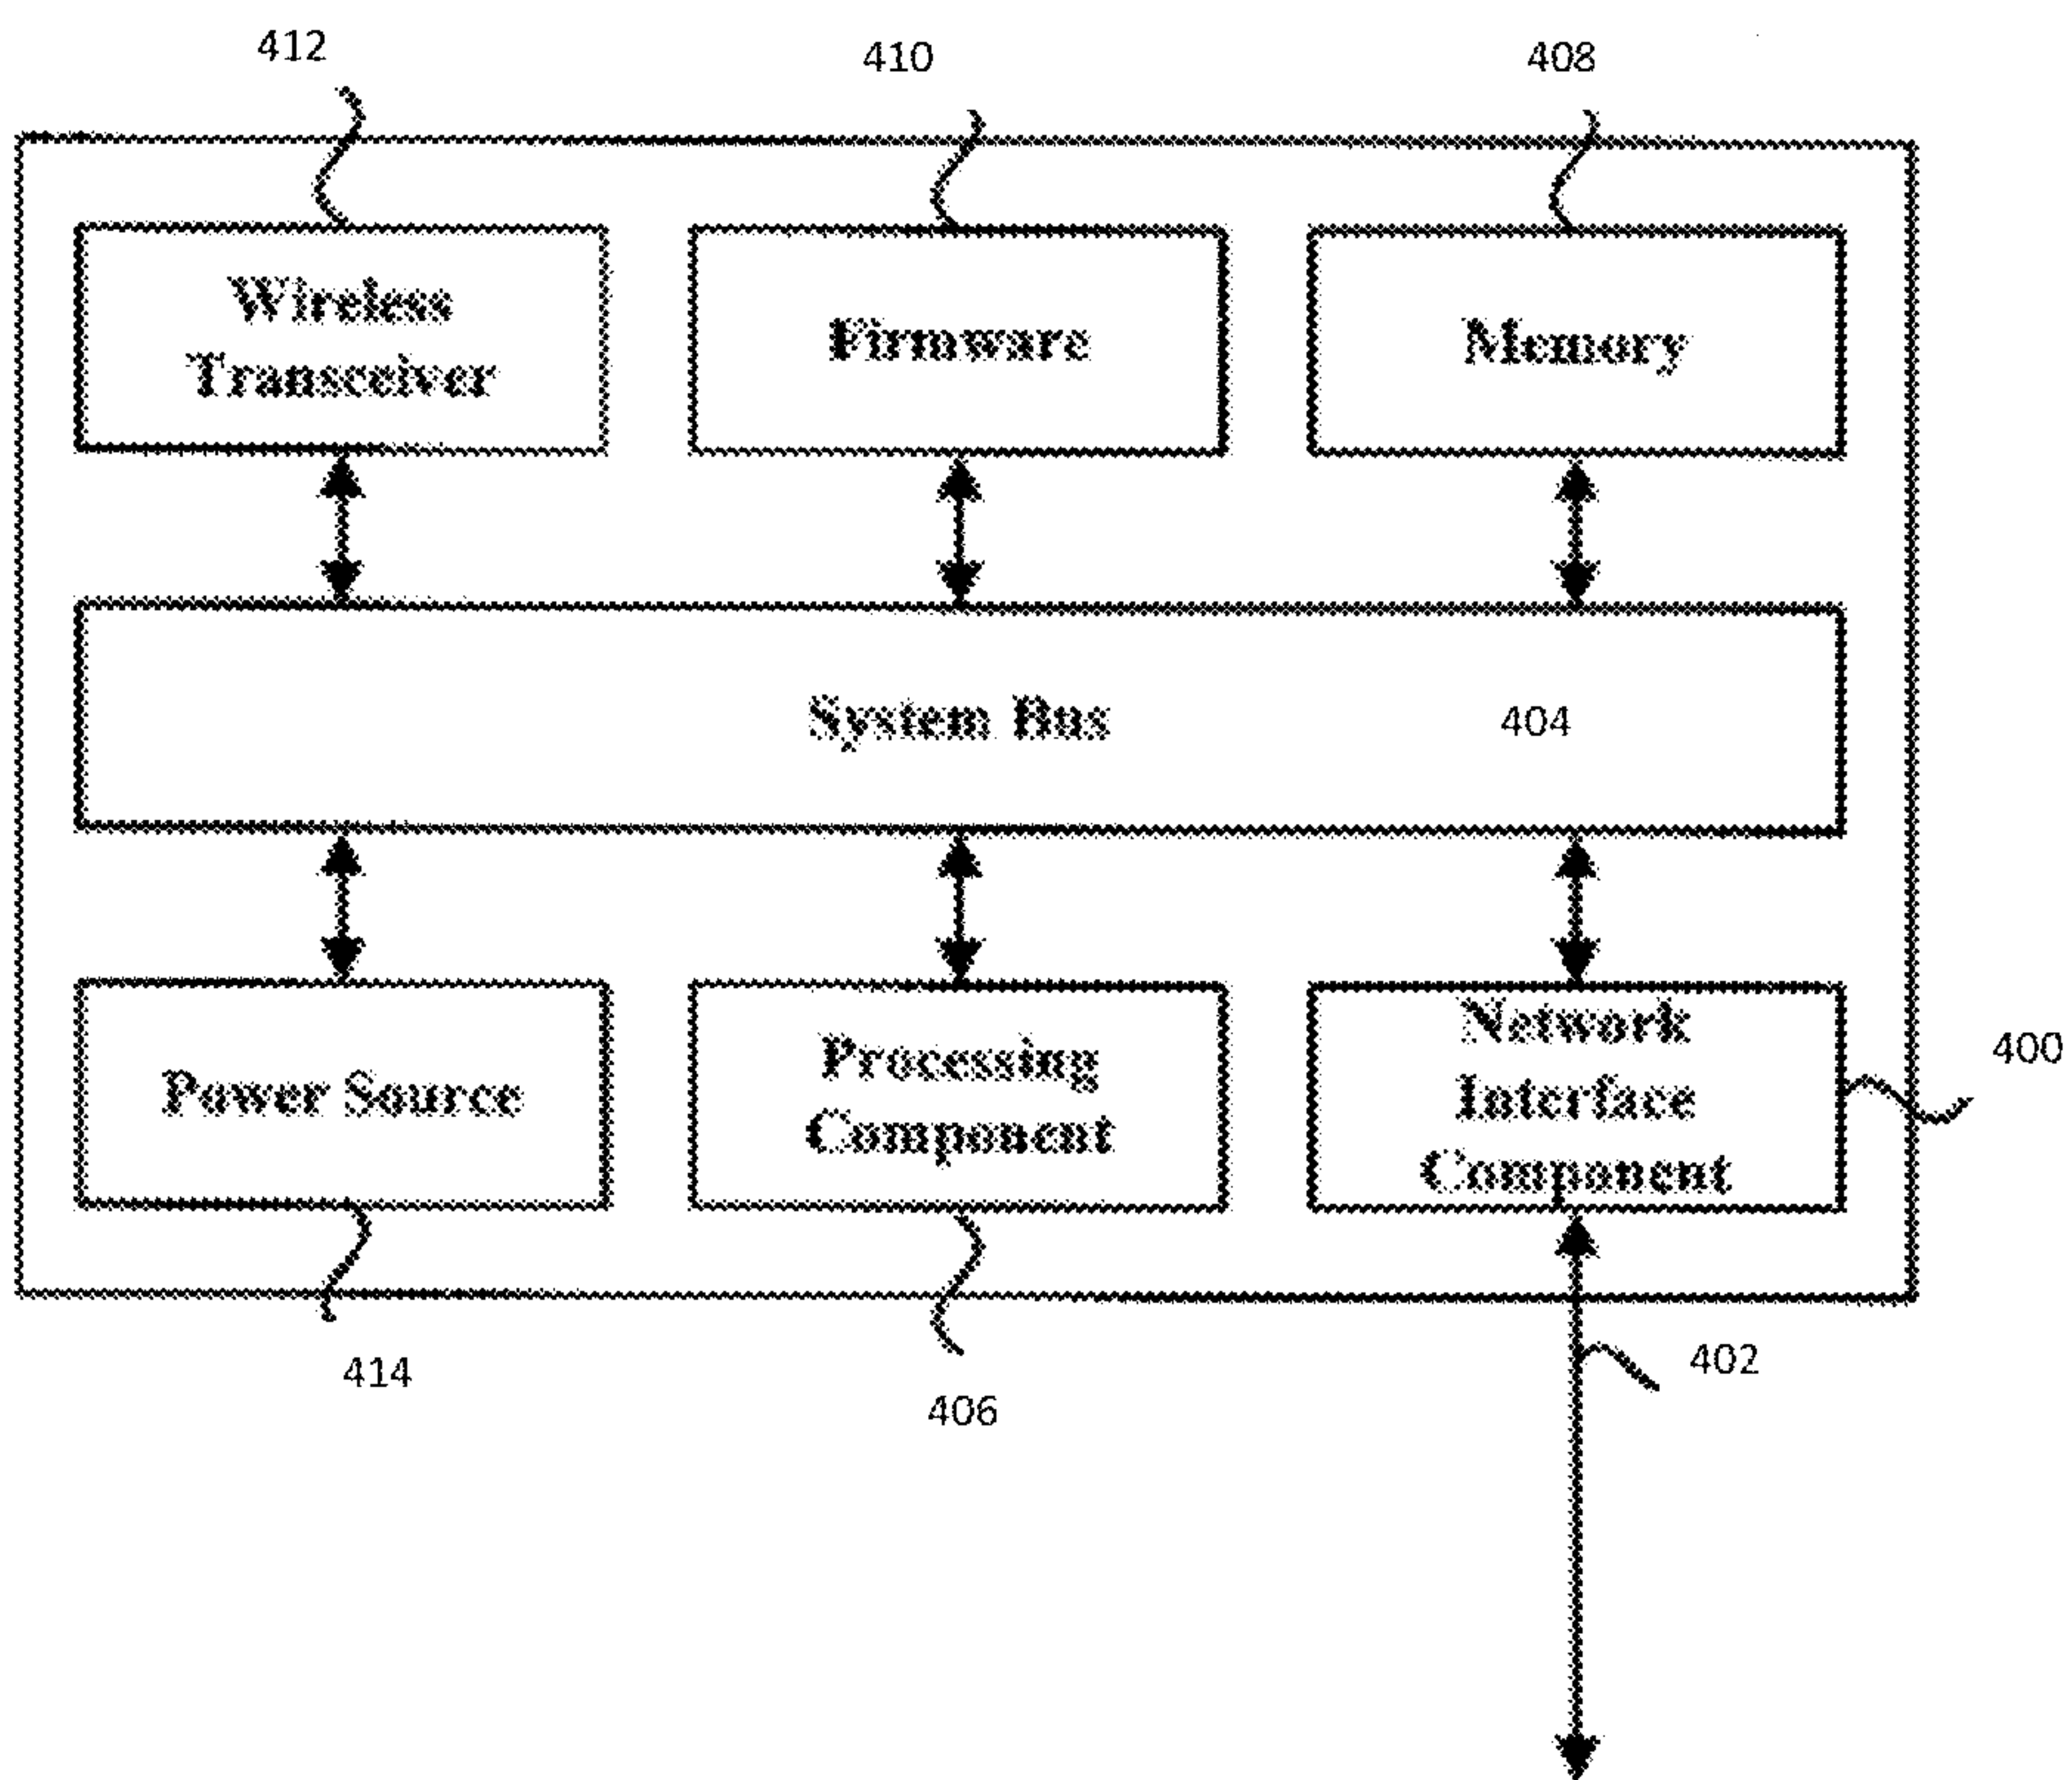 412
410
408
Wireless
Transceiver
Firmware
Memory
System Bus
404
Power Source
Processing
Component
Network
Interface
Component
400
414
406
402